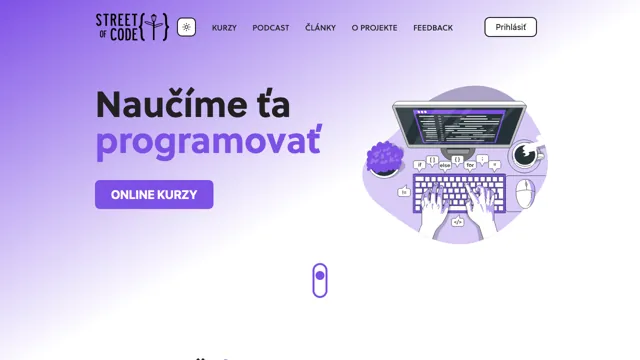 STREET
OF CODE
KURZY
PODCAST
ČLÁNKY
O PROJEKTE
FEEDBACK
Prihlásiť
Naučíme ťa
programovať
ONLINE KURZY
if
{ }
else
( )
for
;
</>